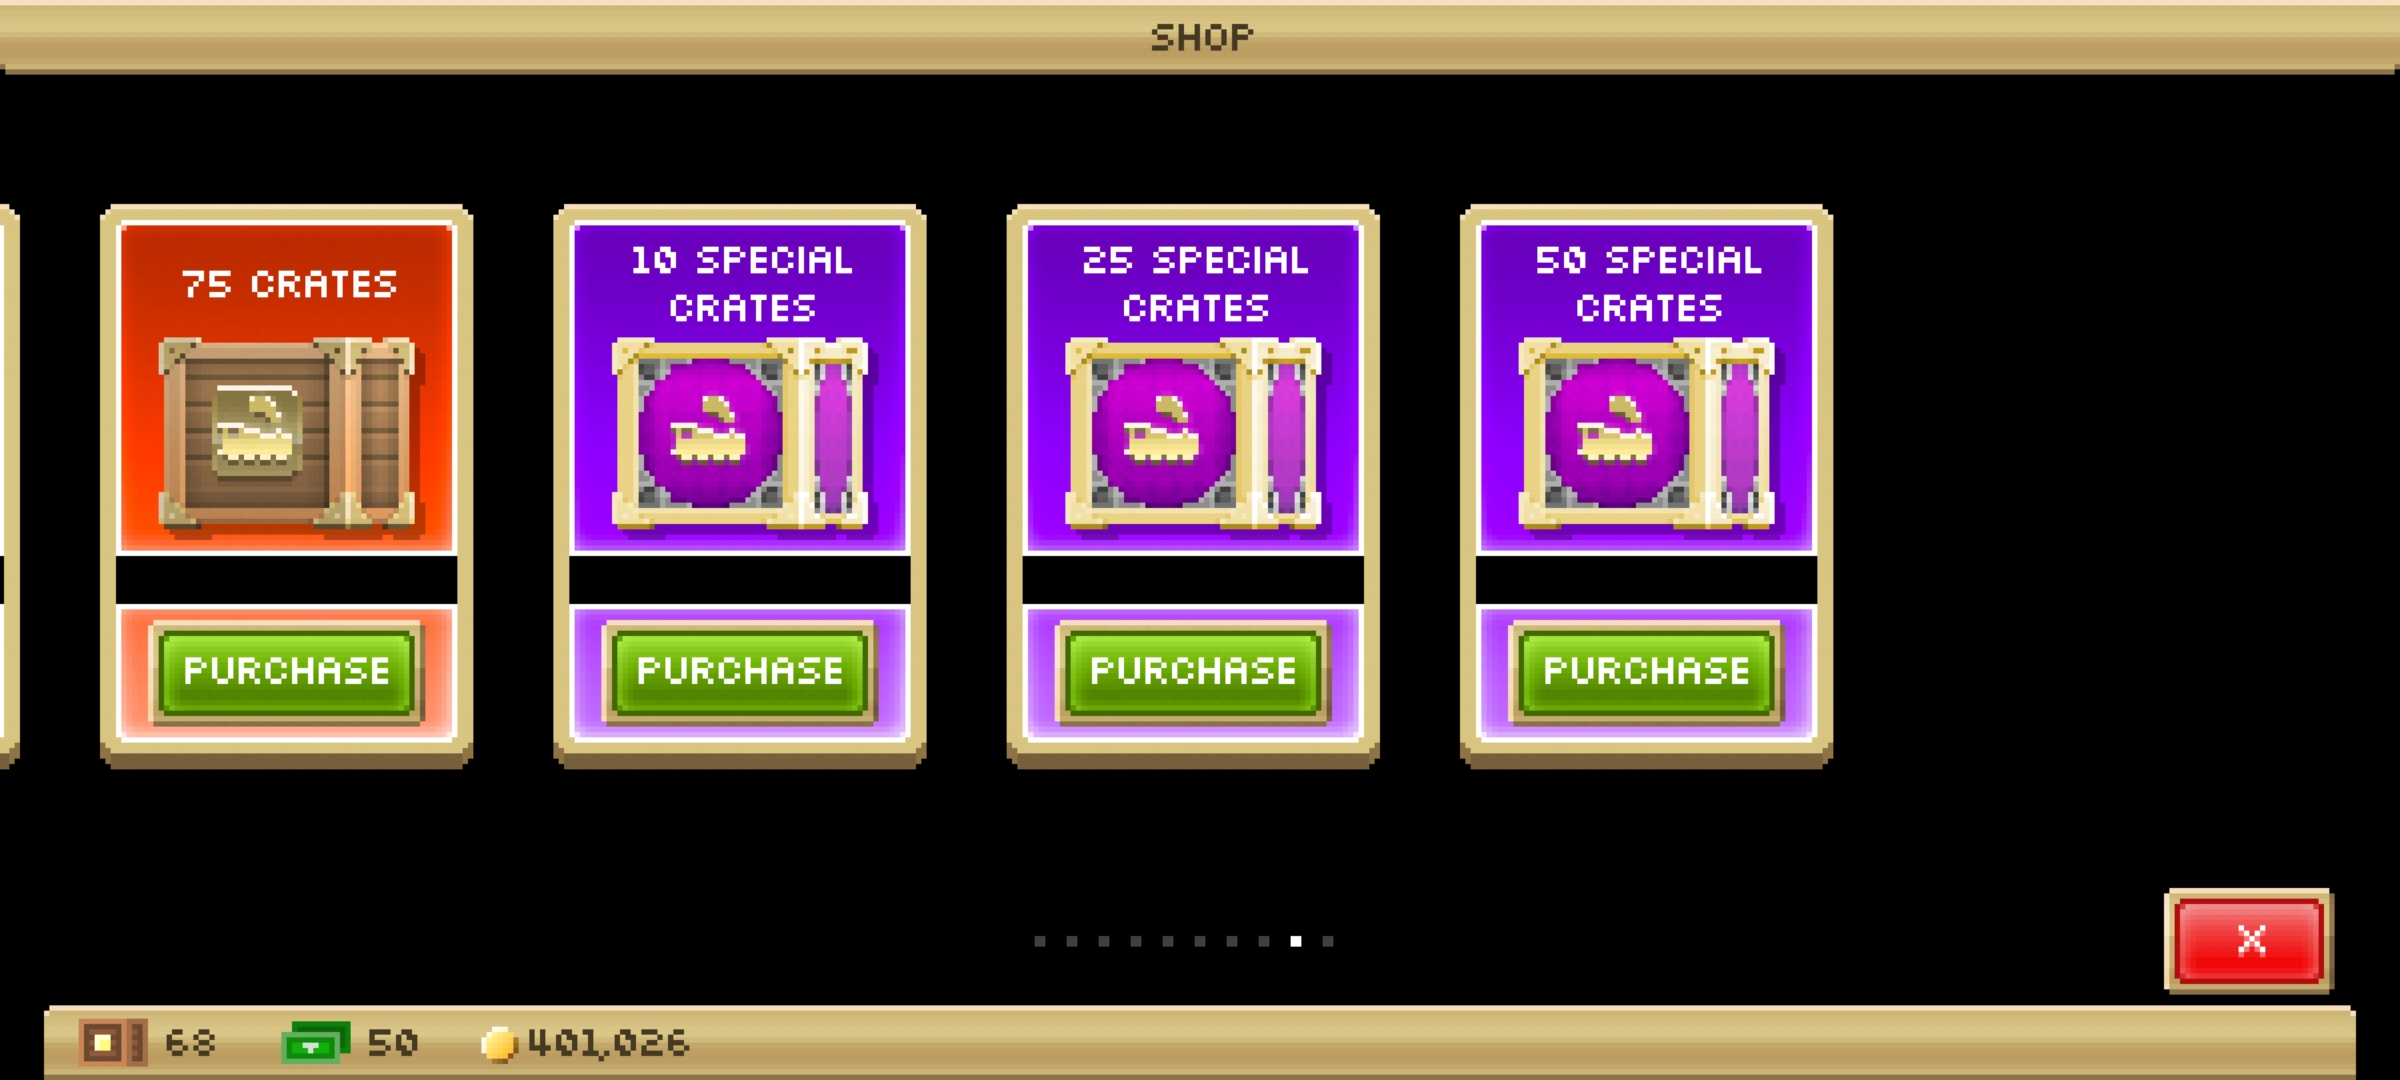 SHOP
75 CRATES
PURCHASE
10 SPECIAL
CRATES
PURCHASE
25 SPECIAL
CRATES
PURCHASE
50 SPECIAL
CRATES
PURCHASE
X
68 50 401,026